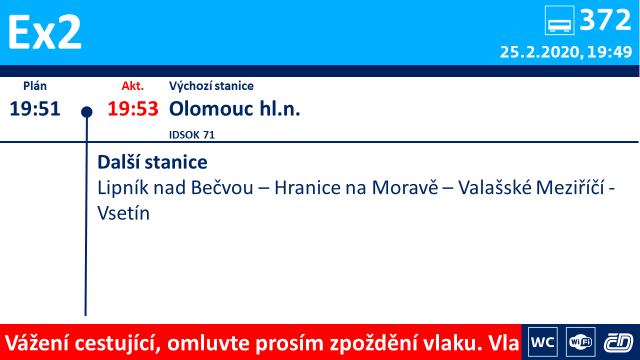 Ex2
372
25.2.2020, 19:49
Plán Akt. Výchozí stanice
19:51 19:53 Olomouc hl.n.
IDSOK 71
Další stanice
Lipník nad Bečvou – Hranice na Moravě – Valašské Meziříčí -
Vsetín
Vážení cestující, omluvte prosím zpoždění vlaku. Vla
WC WiFi ČD